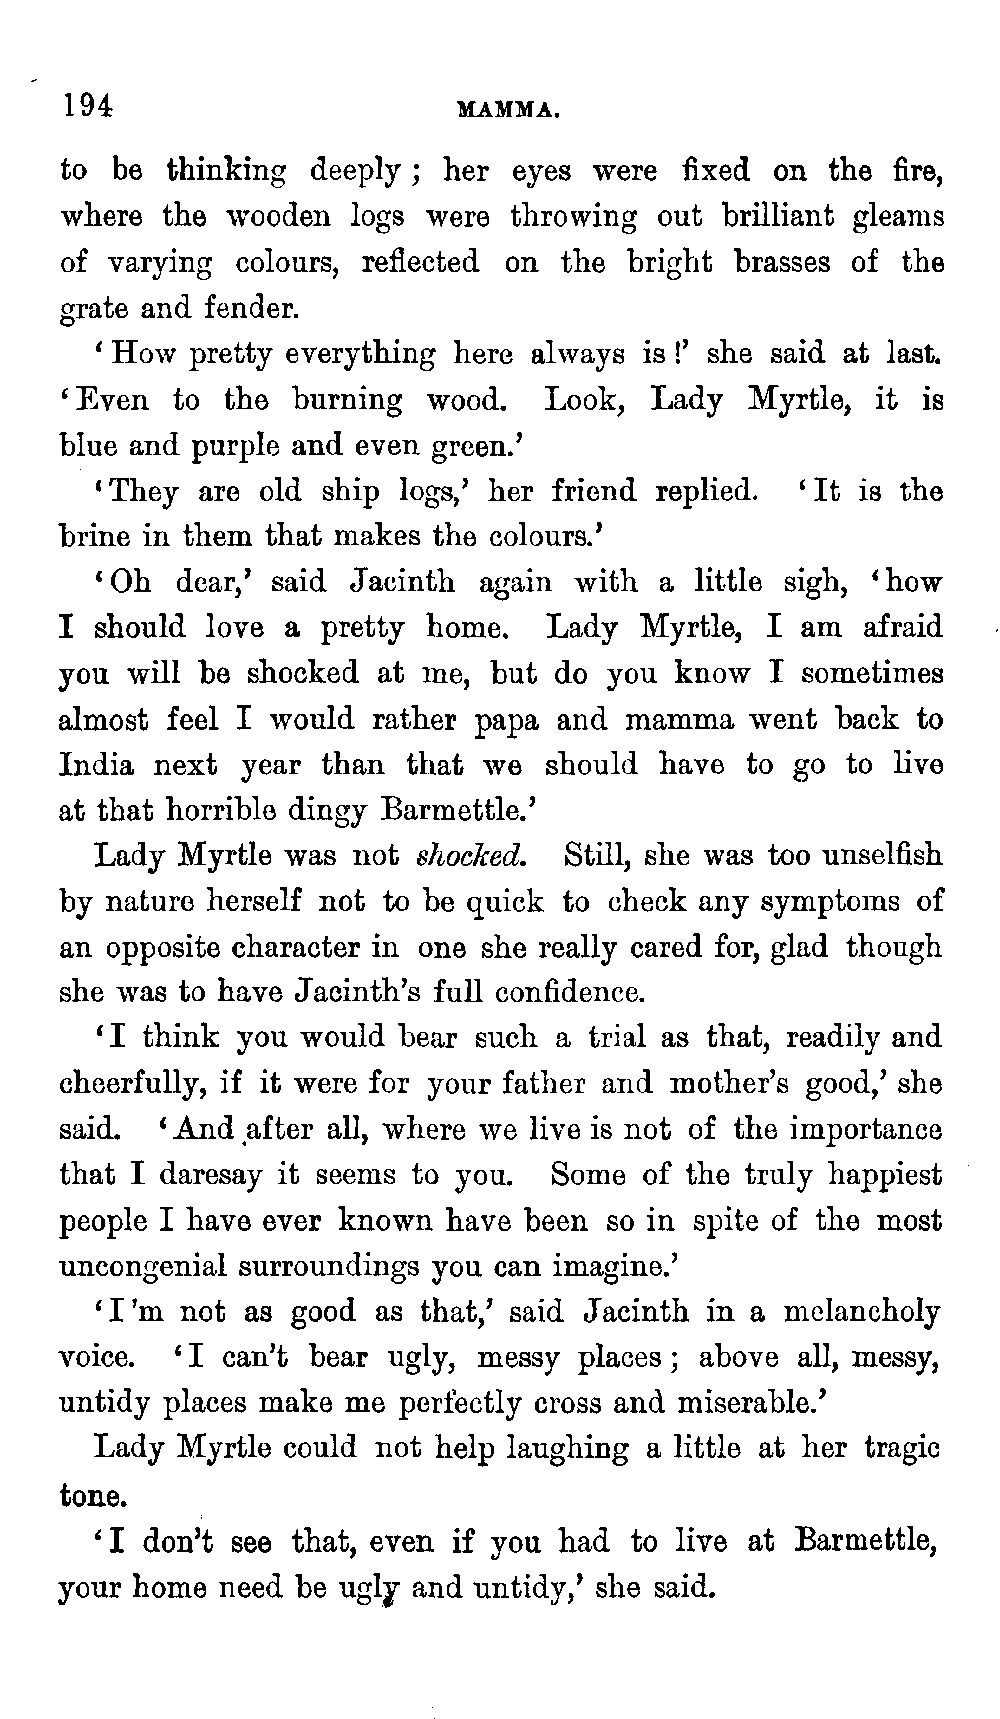 194 MAMMA.
to be thinking deeply ; her eyes were fixed on the fire,
where the wooden logs were throwing out brilliant gleams
of varying colours, reflected on the bright brasses of the
grate and fender.
‘ How pretty everything here always is !’ she said at last.
‘ Even to the burning wood. Look, Lady Myrtle, it is
blue and purple and even green.’
‘ They are old ship logs,’ her friend replied. ‘ It is the
brine in them that makes the colours.’
‘ Oh dear,’ said Jacinth again with a little sigh, ‘ how
I should love a pretty home. Lady Myrtle, I am afraid
you will be shocked at me, but do you know I sometimes
almost feel I would rather papa and mamma went back to
India next year than that we should have to go to live
at that horrible dingy Barmettle.’
Lady Myrtle was not shocked. Still, she was too unselfish
by nature herself not to be quick to check any symptoms of
an opposite character in one she really cared for, glad though
she was to have Jacinth’s full confidence.
‘ I think you would bear such a trial as that, readily and
cheerfully, if it were for your father and mother’s good,’ she
said. ‘ And after all, where we live is not of the importance
that I daresay it seems to you. Some of the truly happiest
people I have ever known have been so in spite of the most
uncongenial surroundings you can imagine.’
‘ I ’m not as good as that,’ said Jacinth in a melancholy
voice. ‘ I can’t bear ugly, messy places ; above all, messy,
untidy places make me perfectly cross and miserable.’
Lady Myrtle could not help laughing a little at her tragic
tone.
‘ I don’t see that, even if you had to live at Barmettle,
your home need be ugly and untidy,’ she said.